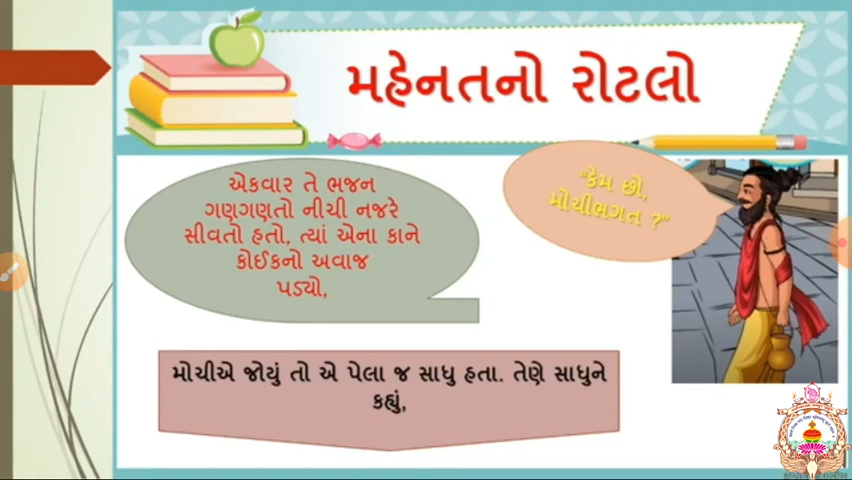 મહેનતનો રોટલો
એકવાર તે ભજન
ગણગણતો નીચી નજરે
સીવતો હતો, ત્યાં એના કાને
કોઈકનો અવાજ
પડ્યો,
"કેમ છો,
મોચીભગત ?"
મોચીએ જોયું તો એ પેલા જ સાધુ હતા. તેણે સાધુને
કહ્યું,